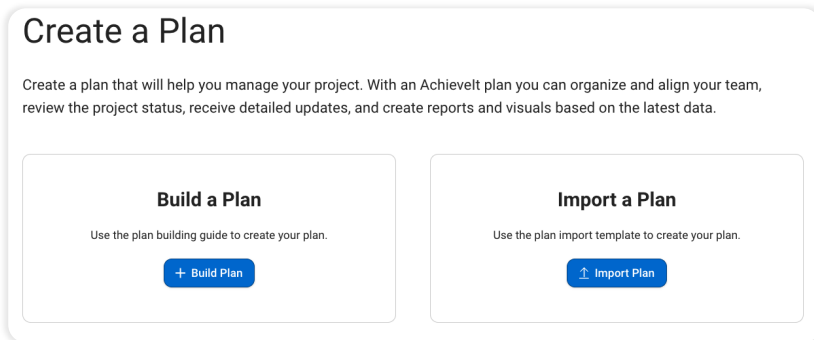 Create a Plan
Create a plan that will help you manage your project. With an AchieveIt plan you can organize and align your team,
review the project status, receive detailed updates, and create reports and visuals based on the latest data.
Build a Plan
Use the plan building guide to create your plan.
+ Build Plan
Import a Plan
Use the plan import template to create your plan.
Import Plan